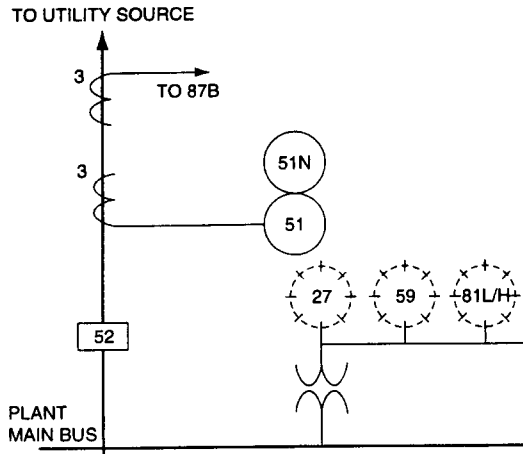 TO UTILITY SOURCE
3
TO 87B
3
51N
51
27
59
81L/H
52
PLANT
MAIN BUS